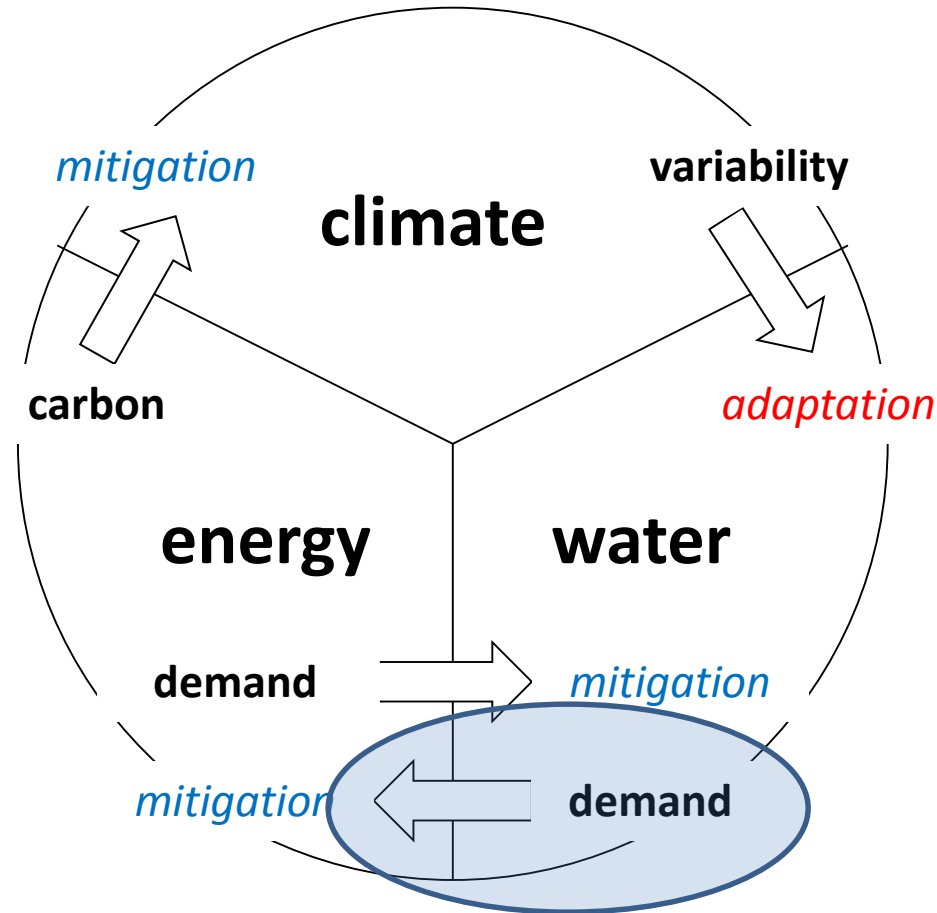 mitigation
variability
climate
carbon
adaptation
energy
water
demand
mitigation
mitigation
demand